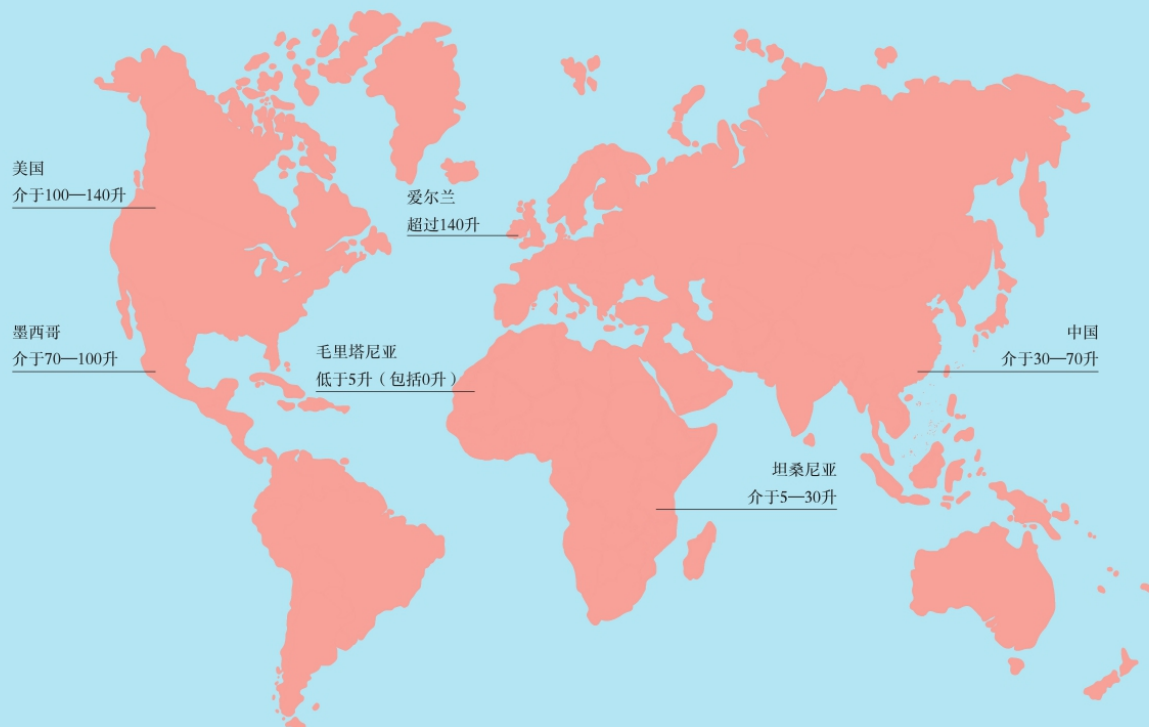 美国
介于100—140升
爱尔兰
超过140升
墨西哥
介于70—100升
毛里塔尼亚
低于5升（包括0升）
中国
介于30—70升
坦桑尼亚
介于5—30升